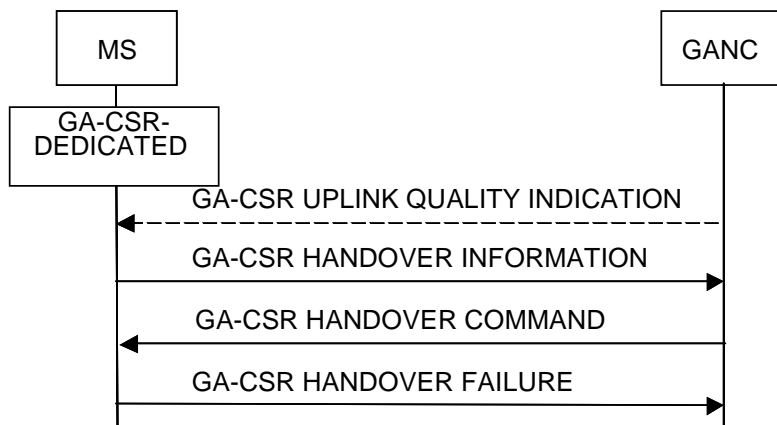 MS
GANC
GA-CSR-
DEDICATED
GA-CSR UPLINK QUALITY INDICATION
GA-CSR HANDOVER INFORMATION
GA-CSR HANDOVER COMMAND
GA-CSR HANDOVER FAILURE